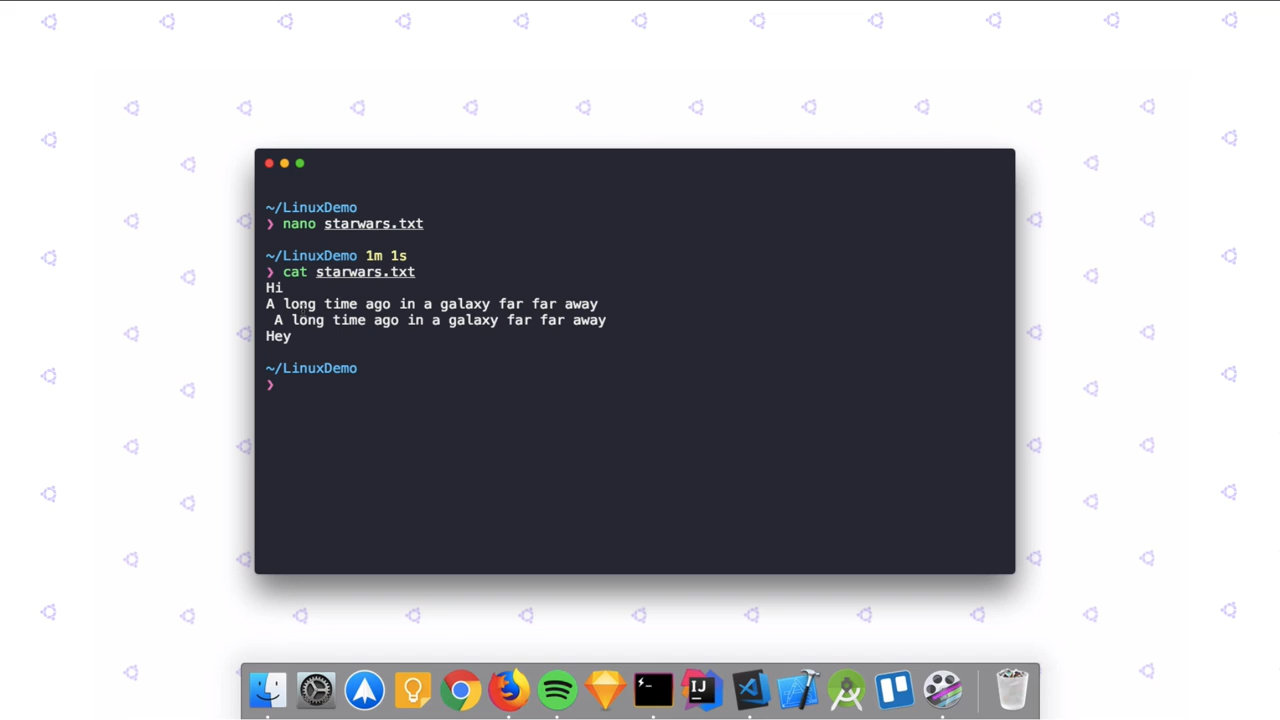 ~/LinuxDemo
❯ nano starwars.txt
~/LinuxDemo 1m 1s
❯ cat starwars.txt
Hi
A long time ago in a galaxy far far away
 A long time ago in a galaxy far far away
Hey
~/LinuxDemo
❯
IJ